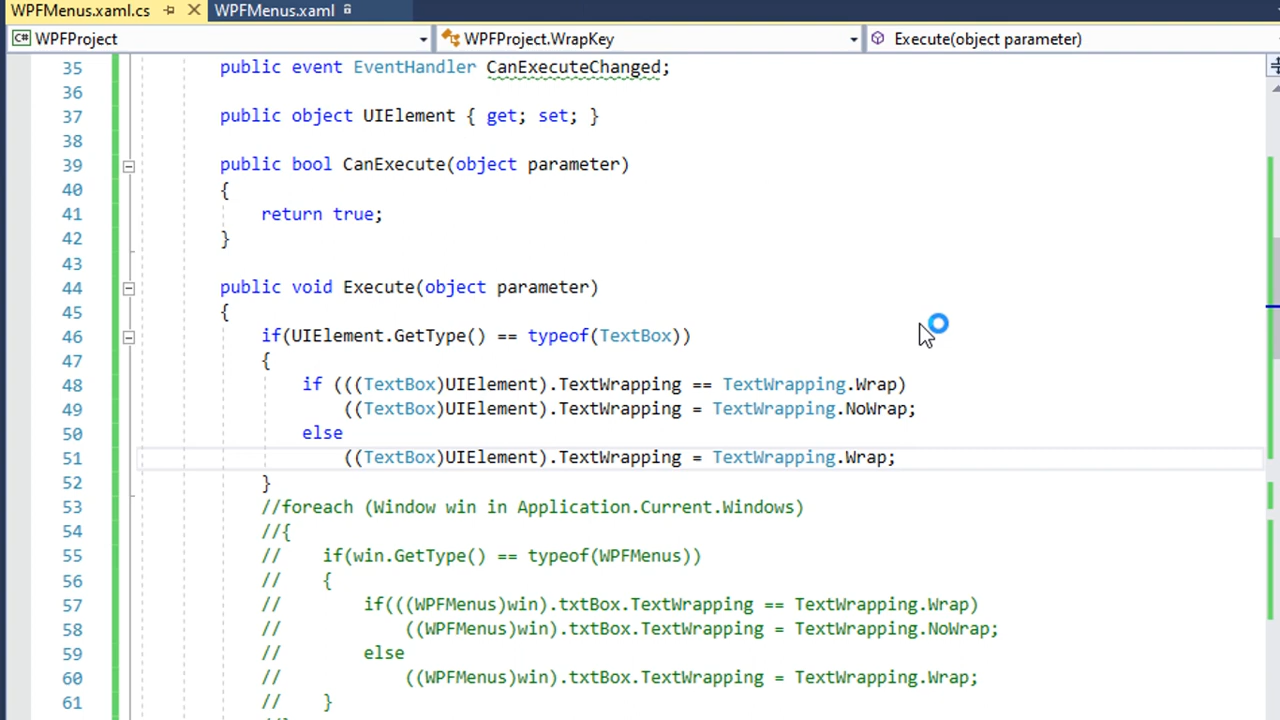 WPFMenus.xaml.cs WPFMenus.xaml
C# WPFProject WPFProject.WrapKey Execute(object parameter)
35 public event EventHandler CanExecuteChanged;
36
37 public object UIElement { get; set; }
38
39 public bool CanExecute(object parameter)
40 {
41 return true;
42 }
43
44 public void Execute(object parameter)
45 {
46 if(UIElement.GetType() == typeof(TextBox))
47 {
48 if (((TextBox)UIElement).TextWrapping == TextWrapping.Wrap)
49 ((TextBox)UIElement).TextWrapping = TextWrapping.NoWrap;
50 else
51 ((TextBox)UIElement).TextWrapping = TextWrapping.Wrap;
52 }
53 //foreach (Window win in Application.Current.Windows)
54 //{
55 // if(win.GetType() == typeof(WPFMenus))
56 // {
57 // if(((WPFMenus)win).txtBox.TextWrapping == TextWrapping.Wrap)
58 // ((WPFMenus)win).txtBox.TextWrapping = TextWrapping.NoWrap;
59 // else
60 // ((WPFMenus)win).txtBox.TextWrapping = TextWrapping.Wrap;
61 // }